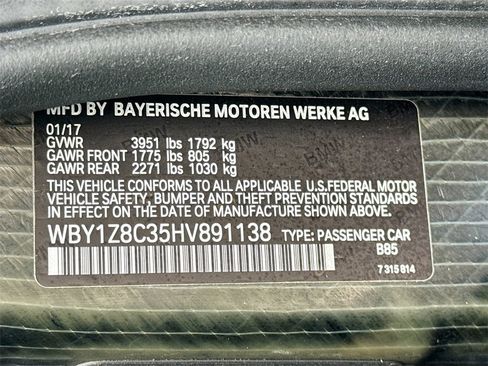 MFD BY BAYERISCHE MOTOREN WERKE AG
01/17
GVWR 3951 lbs 1792 kg
GAWR FRONT 1775 lbs 805 kg
GAWR REAR 2271 lbs 1030 kg
THIS VEHICLE CONFORMS TO ALL APPLICABLE U.S.FEDERAL MOTOR
VEHICLE SAFETY, BUMPER AND THEFT PREVENTION STANDARDS
IN EFFECT ON THE DATE OF MANUFACTURE SHOWN ABOVE.
WBY1Z8C35HV891138 TYPE: PASSENGER CAR
B85
7 315 814